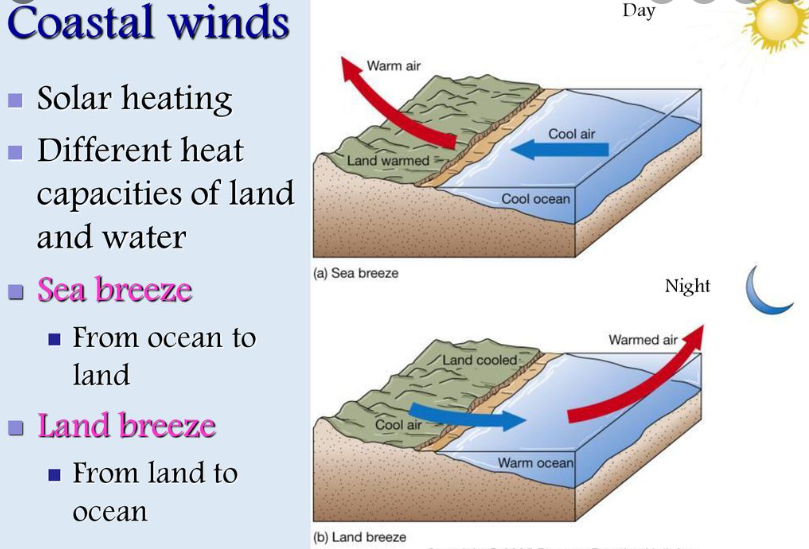 Coastal winds
Solar heating
Different heat
capacities of land
and water
Sea breeze
From ocean to
land
Land breeze
From land to
ocean
Day
Warm air
Cool air
Land warmed
Cool ocean
(a) Sea breeze
Night
Warmed air
Land cooled
Cool air
Warm ocean
(b) Land breeze